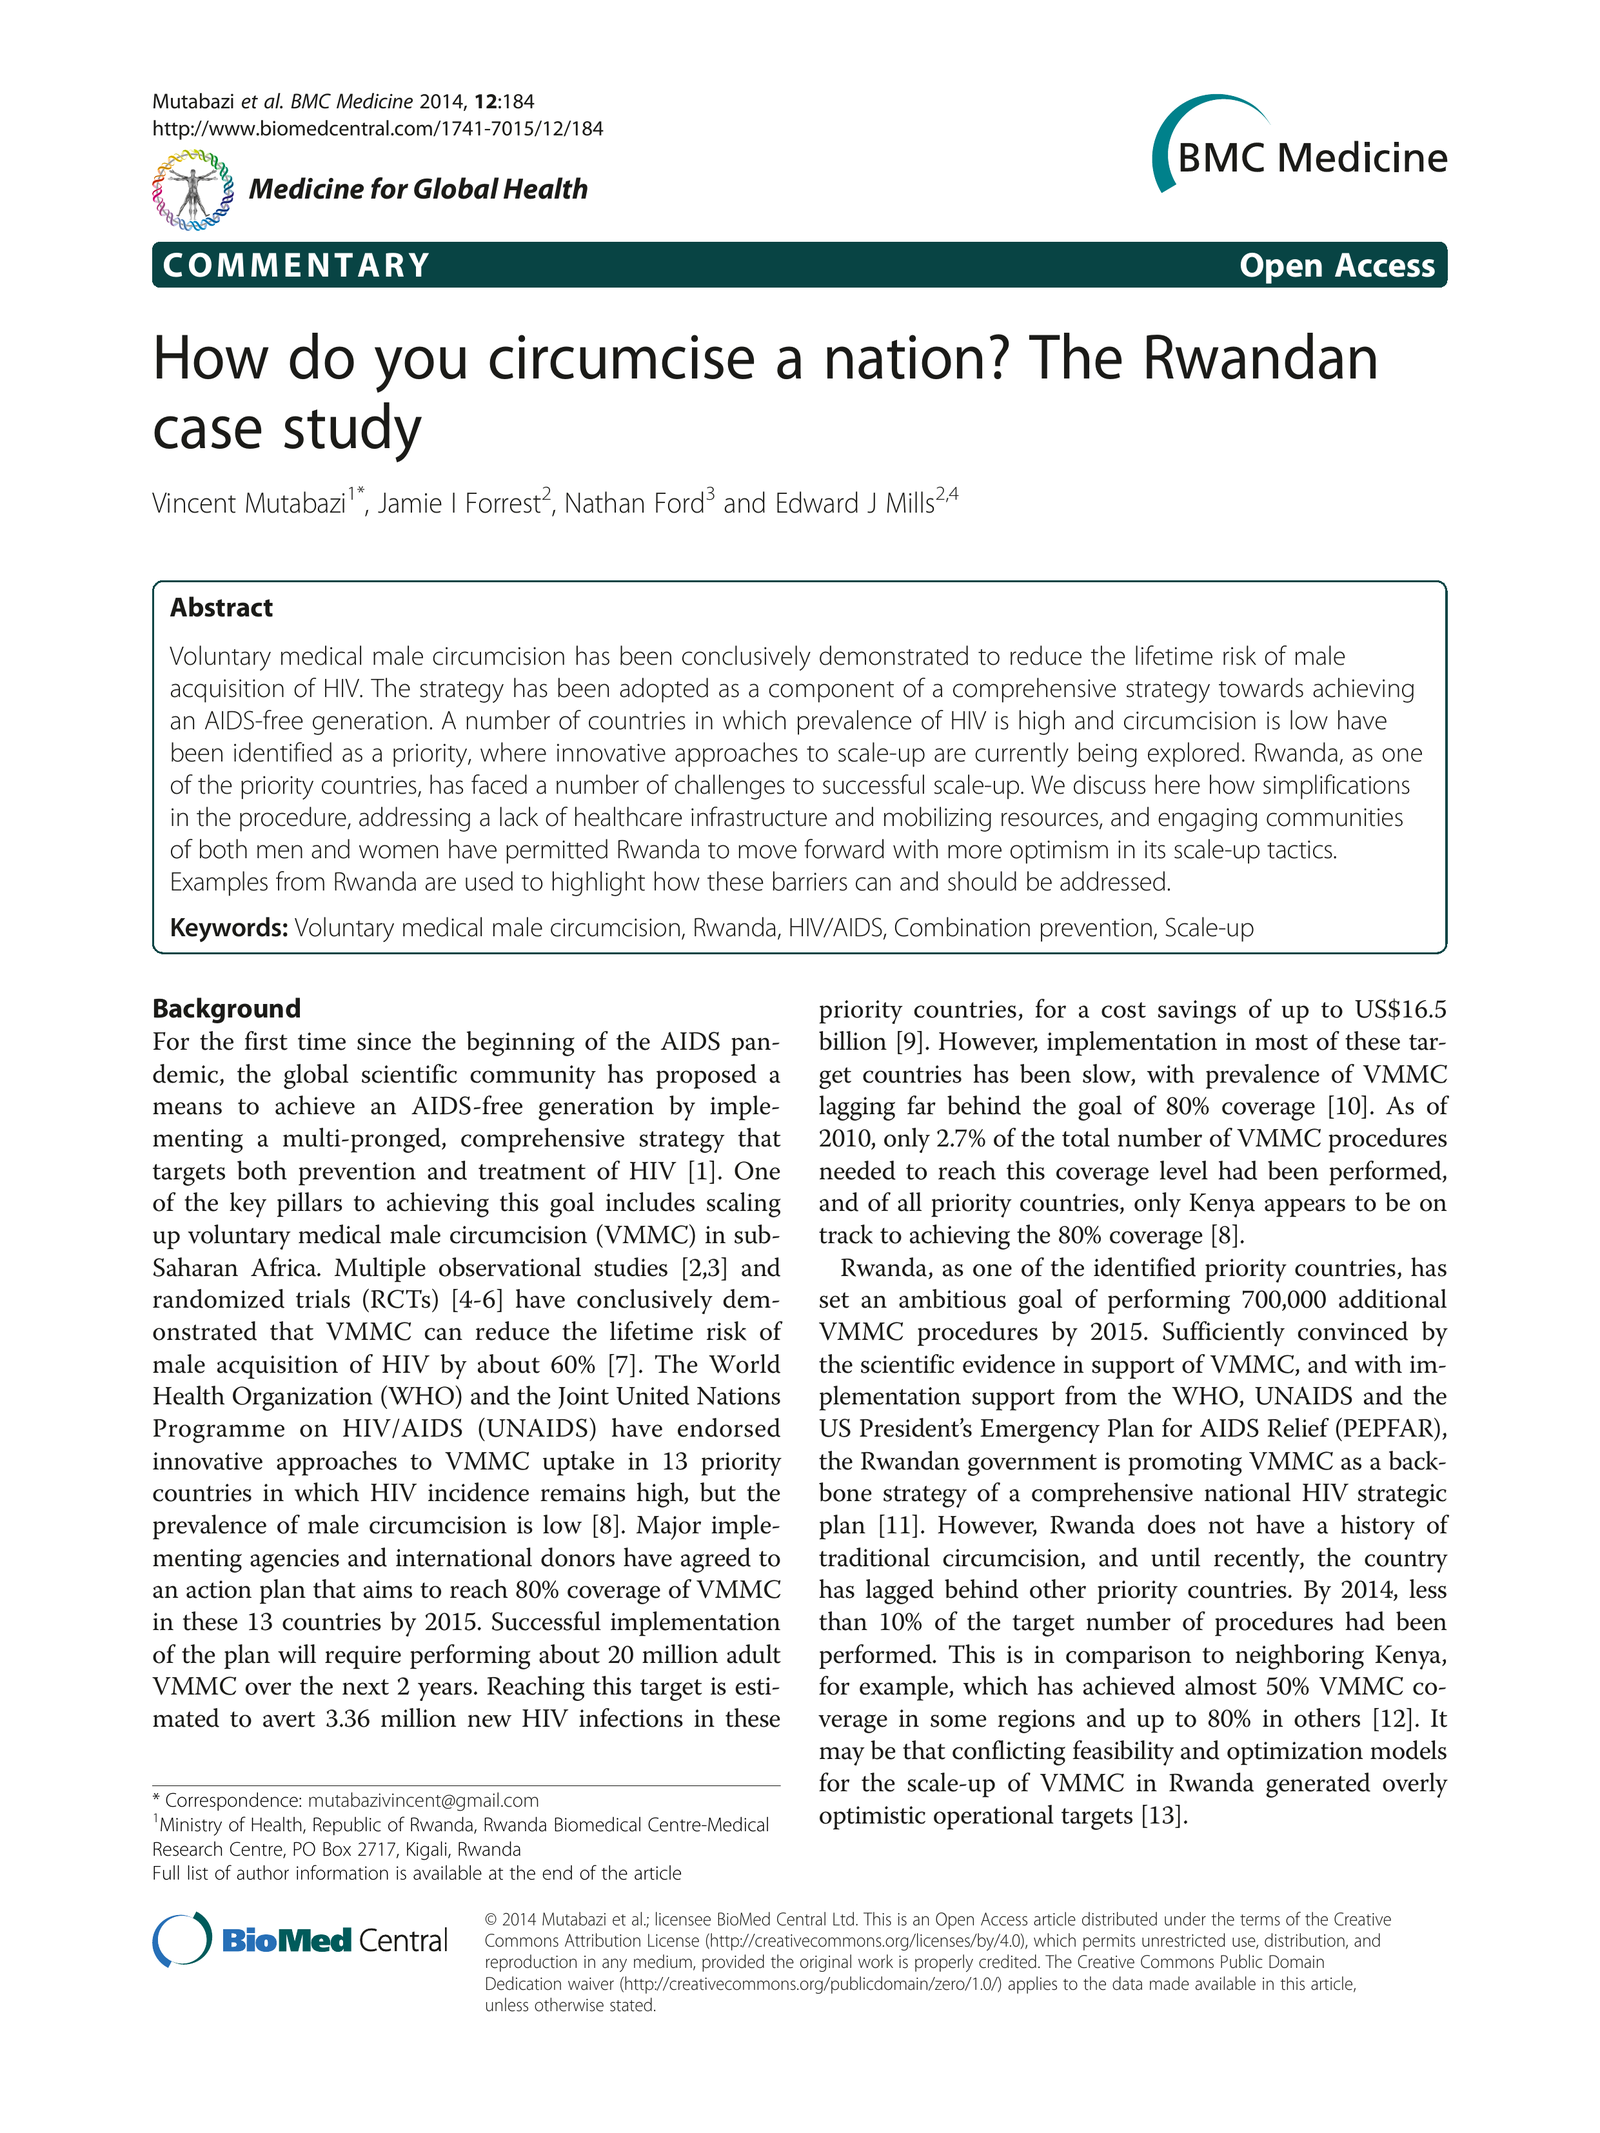 Mutabazi et al. BMC Medicine 2014, 12:184
http://www.biomedcentral.com/1741-7015/12/184
Medicine for Global Health
BMC Medicine
COMMENTARY
Open Access
How do you circumcise a nation? The Rwandan
case study
Vincent Mutabazi1*, Jamie I Forrest2, Nathan Ford3 and Edward J Mills2,4
Abstract
Voluntary medical male circumcision has been conclusively demonstrated to reduce the lifetime risk of male
acquisition of HIV. The strategy has been adopted as a component of a comprehensive strategy towards achieving
an AIDS-free generation. A number of countries in which prevalence of HIV is high and circumcision is low have
been identified as a priority, where innovative approaches to scale-up are currently being explored. Rwanda, as one
of the priority countries, has faced a number of challenges to successful scale-up. We discuss here how simplifications
in the procedure, addressing a lack of healthcare infrastructure and mobilizing resources, and engaging communities
of both men and women have permitted Rwanda to move forward with more optimism in its scale-up tactics.
Examples from Rwanda are used to highlight how these barriers can and should be addressed.
Keywords: Voluntary medical male circumcision, Rwanda, HIV/AIDS, Combination prevention, Scale-up
Background
For the first time since the beginning of the AIDS pan-
demic, the global scientific community has proposed a
means to achieve an AIDS-free generation by imple-
menting a multi-pronged, comprehensive strategy that
targets both prevention and treatment of HIV [1]. One
of the key pillars to achieving this goal includes scaling
up voluntary medical male circumcision (VMMC) in sub-
Saharan Africa. Multiple observational studies [2,3] and
randomized trials (RCTs) [4-6] have conclusively dem-
onstrated that VMMC can reduce the lifetime risk of
male acquisition of HIV by about 60% [7]. The World
Health Organization (WHO) and the Joint United Nations
Programme on HIV/AIDS (UNAIDS) have endorsed
innovative approaches to VMMC uptake in 13 priority
countries in which HIV incidence remains high, but the
prevalence of male circumcision is low [8]. Major imple-
menting agencies and international donors have agreed to
an action plan that aims to reach 80% coverage of VMMC
in these 13 countries by 2015. Successful implementation
of the plan will require performing about 20 million adult
VMMC over the next 2 years. Reaching this target is esti-
mated to avert 3.36 million new HIV infections in these
priority countries, for a cost savings of up to US$16.5
billion [9]. However, implementation in most of these tar-
get countries has been slow, with prevalence of VMMC
lagging far behind the goal of 80% coverage [10]. As of
2010, only 2.7% of the total number of VMMC procedures
needed to reach this coverage level had been performed,
and of all priority countries, only Kenya appears to be on
track to achieving the 80% coverage [8].
Rwanda, as one of the identified priority countries, has
set an ambitious goal of performing 700,000 additional
VMMC procedures by 2015. Sufficiently convinced by
the scientific evidence in support of VMMC, and with im-
plementation support from the WHO, UNAIDS and the
US President's Emergency Plan for AIDS Relief (PEPFAR),
the Rwandan government is promoting VMMC as a back-
bone strategy of a comprehensive national HIV strategic
plan [11]. However, Rwanda does not have a history of
traditional circumcision, and until recently, the country
has lagged behind other priority countries. By 2014, less
than 10% of the target number of procedures had been
performed. This is in comparison to neighboring Kenya,
for example, which has achieved almost 50% VMMC co-
verage in some regions and up to 80% in others [12]. It
may be that conflicting feasibility and optimization models
for the scale-up of VMMC in Rwanda generated overly
optimistic operational targets [13].
* Correspondence: mutabazivincent@gmail.com
1Ministry of Health, Republic of Rwanda, Rwanda Biomedical Centre-Medical
Research Centre, PO Box 2717, Kigali, Rwanda
Full list of author information is available at the end of the article
BioMed Central
© 2014 Mutabazi et al.; licensee BioMed Central Ltd. This is an Open Access article distributed under the terms of the Creative
Commons Attribution License (http://creativecommons.org/licenses/by/4.0), which permits unrestricted use, distribution, and
reproduction in any medium, provided the original work is properly credited. The Creative Commons Public Domain
Dedication waiver (http://creativecommons.org/publicdomain/zero/1.0/) applies to the data made available in this article,
unless otherwise stated.